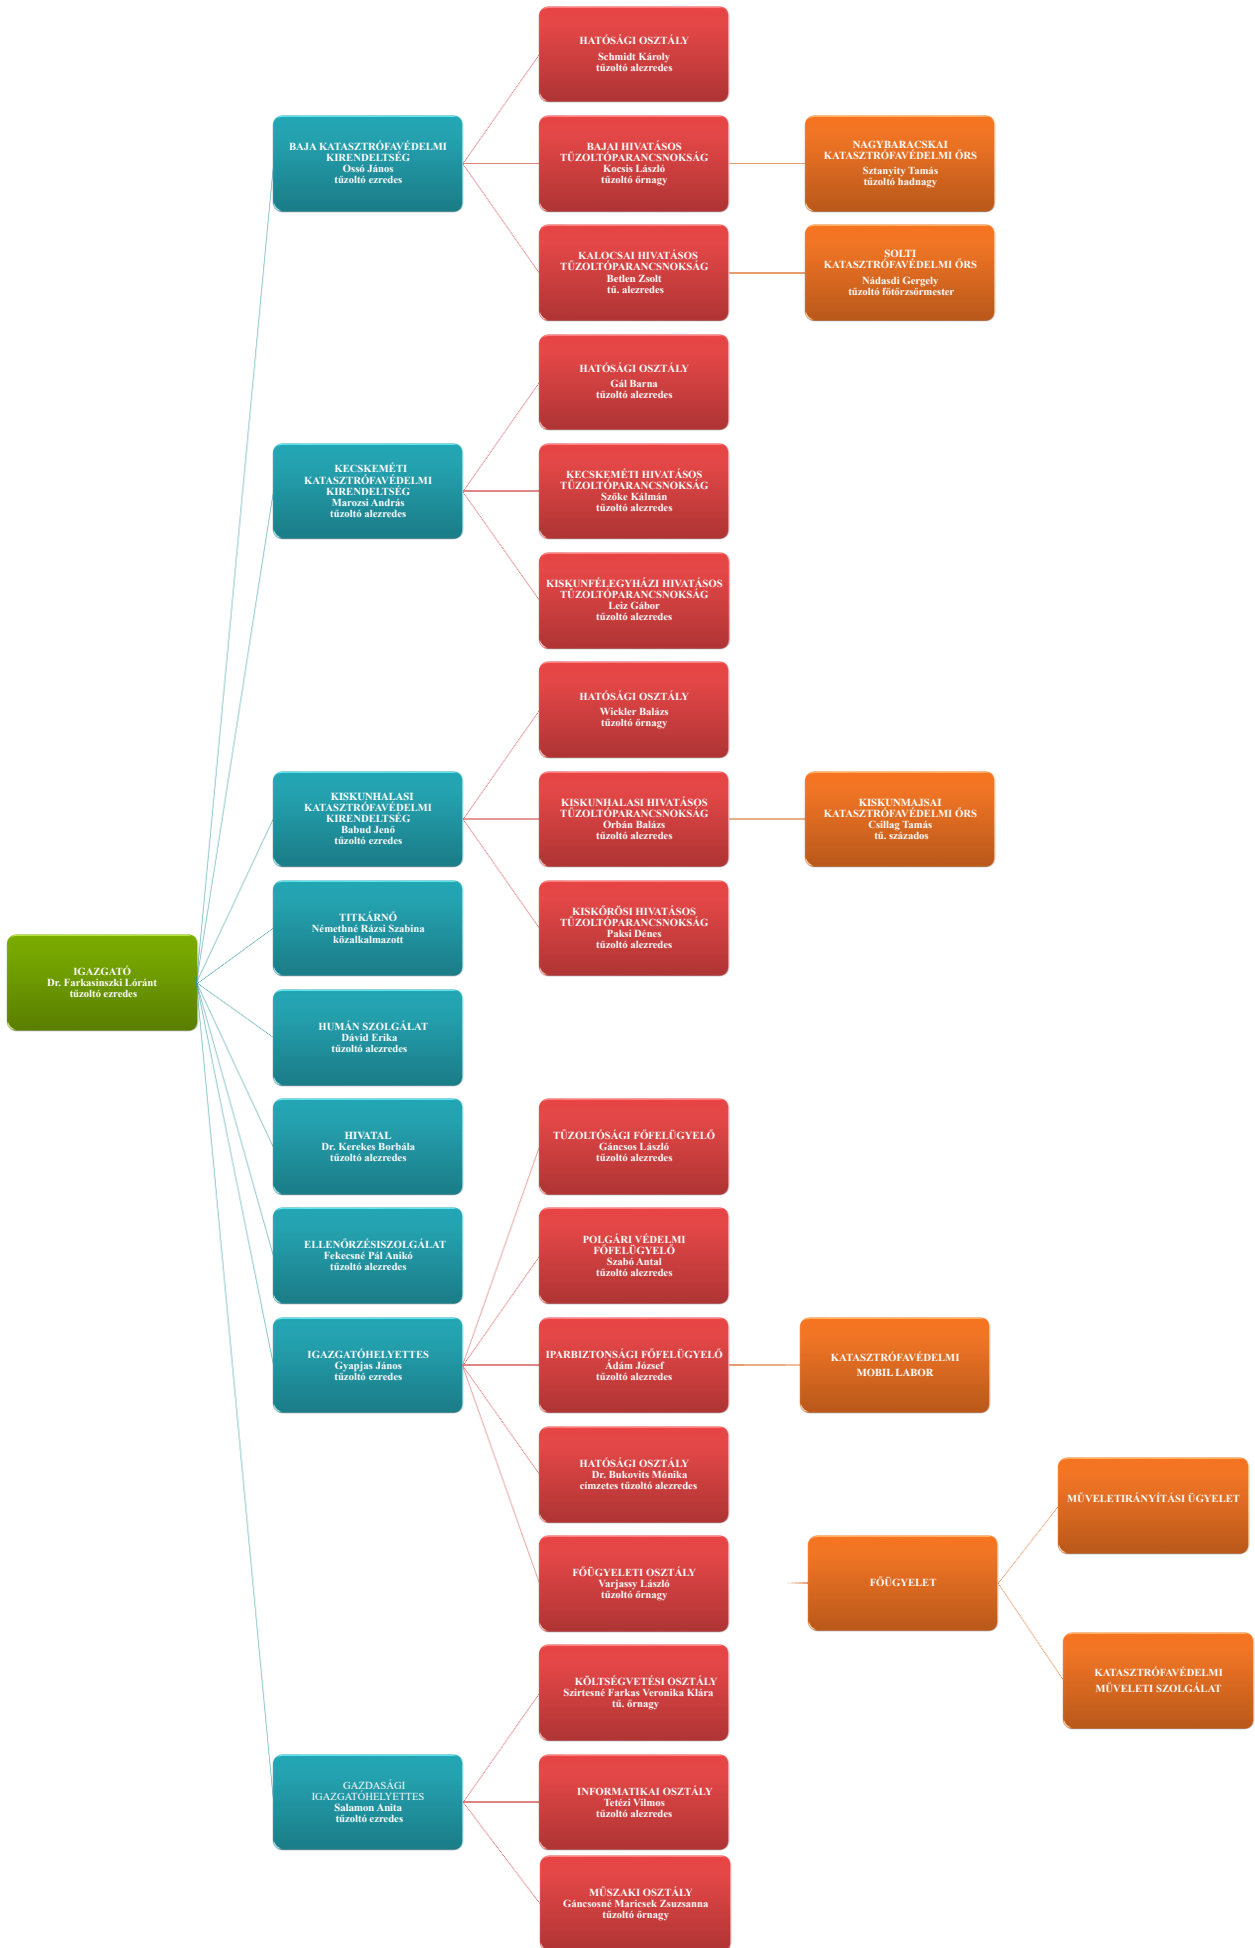 IGAZGATÓ
Dr. Farkasinszki Lóránt
tűzoltó ezredes
BAJA KATASZTRÓFAVÉDELMI
KIRENDELTSÉG
Ossó János
tűzoltó ezredes
HATÓSÁGI OSZTÁLY
Schmidt Károly
tűzoltó alezredes
BAJAI HIVATÁSOS
TŰZOLTÓPARANCSNOKSÁG
Kocsis László
tűzoltó őrnagy
NAGYBARACSKAI
KATASZTRÓFAVÉDELMI ŐRS
Sztanyity Tamás
tűzoltó hadnagy
KALOCSAI HIVATÁSOS
TŰZOLTÓPARANCSNOKSÁG
Betlen Zsolt
tű. alezredes
SOLTI
KATASZTRÓFAVÉDELMI ŐRS
Nádasdi Gergely
tűzoltó főtörzsőrmester
KECSKEMÉTI
KATASZTRÓFAVÉDELMI
KIRENDELTSÉG
Marozsi András
tűzoltó alezredes
HATÓSÁGI OSZTÁLY
Gál Barna
tűzoltó alezredes
KECSKEMÉTI HIVATÁSOS
TŰZOLTÓPARANCSNOKSÁG
Szőke Kálmán
tűzoltó alezredes
KISKUNFÉLEGYHÁZI HIVATÁSOS
TŰZOLTÓPARANCSNOKSÁG
Leiz Gábor
tűzoltó alezredes
KISKUNHALASI
KATASZTRÓFAVÉDELMI
KIRENDELTSÉG
Babud Jenő
tűzoltó ezredes
HATÓSÁGI OSZTÁLY
Wickler Balázs
tűzoltó őrnagy
KISKUNHALASI HIVATÁSOS
TŰZOLTÓPARANCSNOKSÁG
Orbán Balázs
tűzoltó alezredes
KISKUNMAJSAI
KATASZTRÓFAVÉDELMI ŐRS
Csillag Tamás
tű. százados
KISKŐRÖSI HIVATÁSOS
TŰZOLTÓPARANCSNOKSÁG
Paksi Dénes
tűzoltó alezredes
TITKÁRNŐ
Némethné Rázsi Szabina
közalkalmazott
HUMÁN SZOLGÁLAT
Dávid Erika
tűzoltó alezredes
HIVATAL
Dr. Kerekes Borbála
tűzoltó alezredes
ELLENŐRZÉSISZOLGÁLAT
Fekecsné Pál Anikó
tűzoltó alezredes
IGAZGATÓHELYETTES
Gyapjas János
tűzoltó ezredes
TŰZOLTÓSÁGI FŐFELÜGYELŐ
Gáncsos László
tűzoltó alezredes
POLGÁRI VÉDELMI
FŐFELÜGYELŐ
Szabó Antal
tűzoltó alezredes
IPARBIZTONSÁGI FŐFELÜGYELŐ
Ádám József
tűzoltó alezredes
KATASZTRÓFAVÉDELMI
MOBIL LABOR
HATÓSÁGI OSZTÁLY
Dr. Bukovits Mónika
címzetes tűzoltó alezredes
FŐÜGYELETI OSZTÁLY
Varjassy László
tűzoltó őrnagy
FŐÜGYELET
MŰVELETIRÁNYÍTÁSI ÜGYELET
KATASZTRÓFAVÉDELMI
MŰVELETI SZOLGÁLAT
GAZDASÁGI
IGAZGATÓHELYETTES
Salamon Anita
tűzoltó ezredes
KÖLTSÉGVETÉSI OSZTÁLY
Szirtesné Farkas Veronika Klára
tű. őrnagy
INFORMATIKAI OSZTÁLY
Tetézi Vilmos
tűzoltó alezredes
MŰSZAKI OSZTÁLY
Gáncsosné Maricsek Zsuzsanna
tűzoltó őrnagy